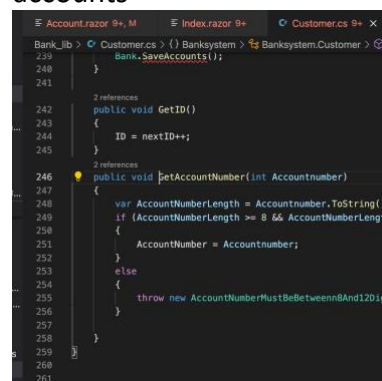 accounts
Account.razor 9+, M Index.razor 9+ Customer.cs 9+ ×
Bank_lib > Customer.cs > {} Banksystem > Banksystem.Customer >
239 Bank.SaveAccounts();
240 }
241
2 references
242 public void GetID()
243 {
244 ID = nextID++;
245 }
2 references
246 public void GetAccountNumber(int Accountnumber)
247 {
248 var AccountNumberLength = Accountnumber.ToString(
249 if (AccountNumberLength >= 8 && AccountNumberLeng
250 {
251 AccountNumber = Accountnumber;
252 }
253 else
254 {
255 throw new AccountNumberMustBeBetweenn8And12Di
256 }
257
258 }
259 }
260
261